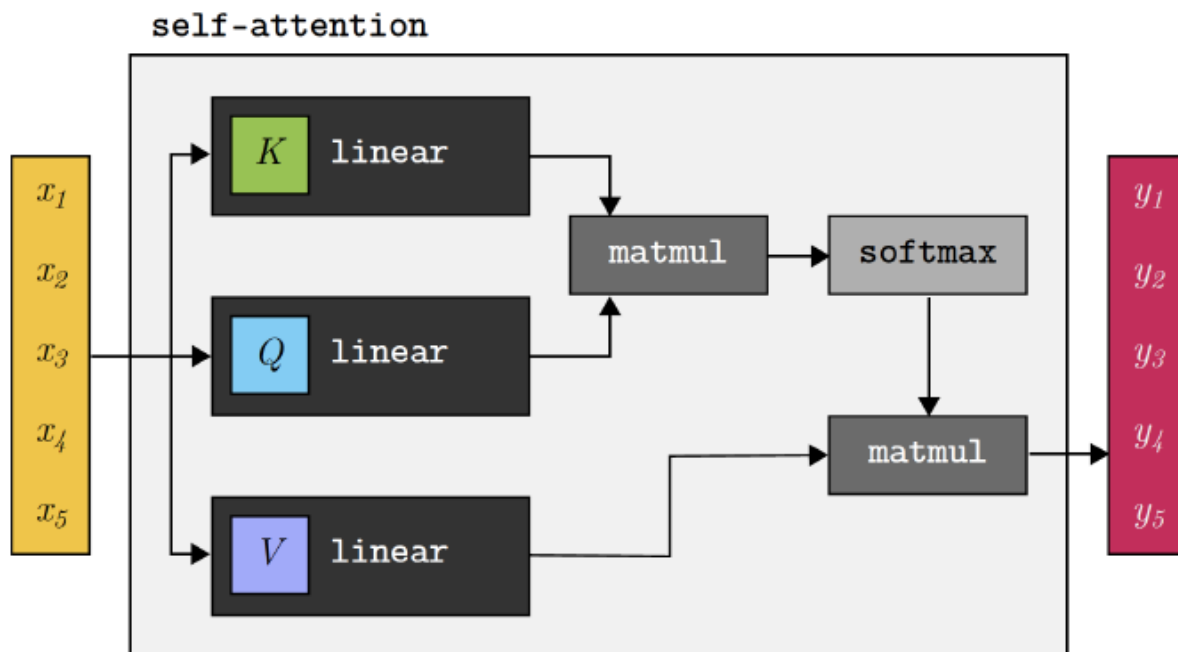 self-attention
K linear
x1
y1
matmul
softmax
x2
y2
Q linear
x3
y3
x4
y4
matmul
x5
V linear
y5